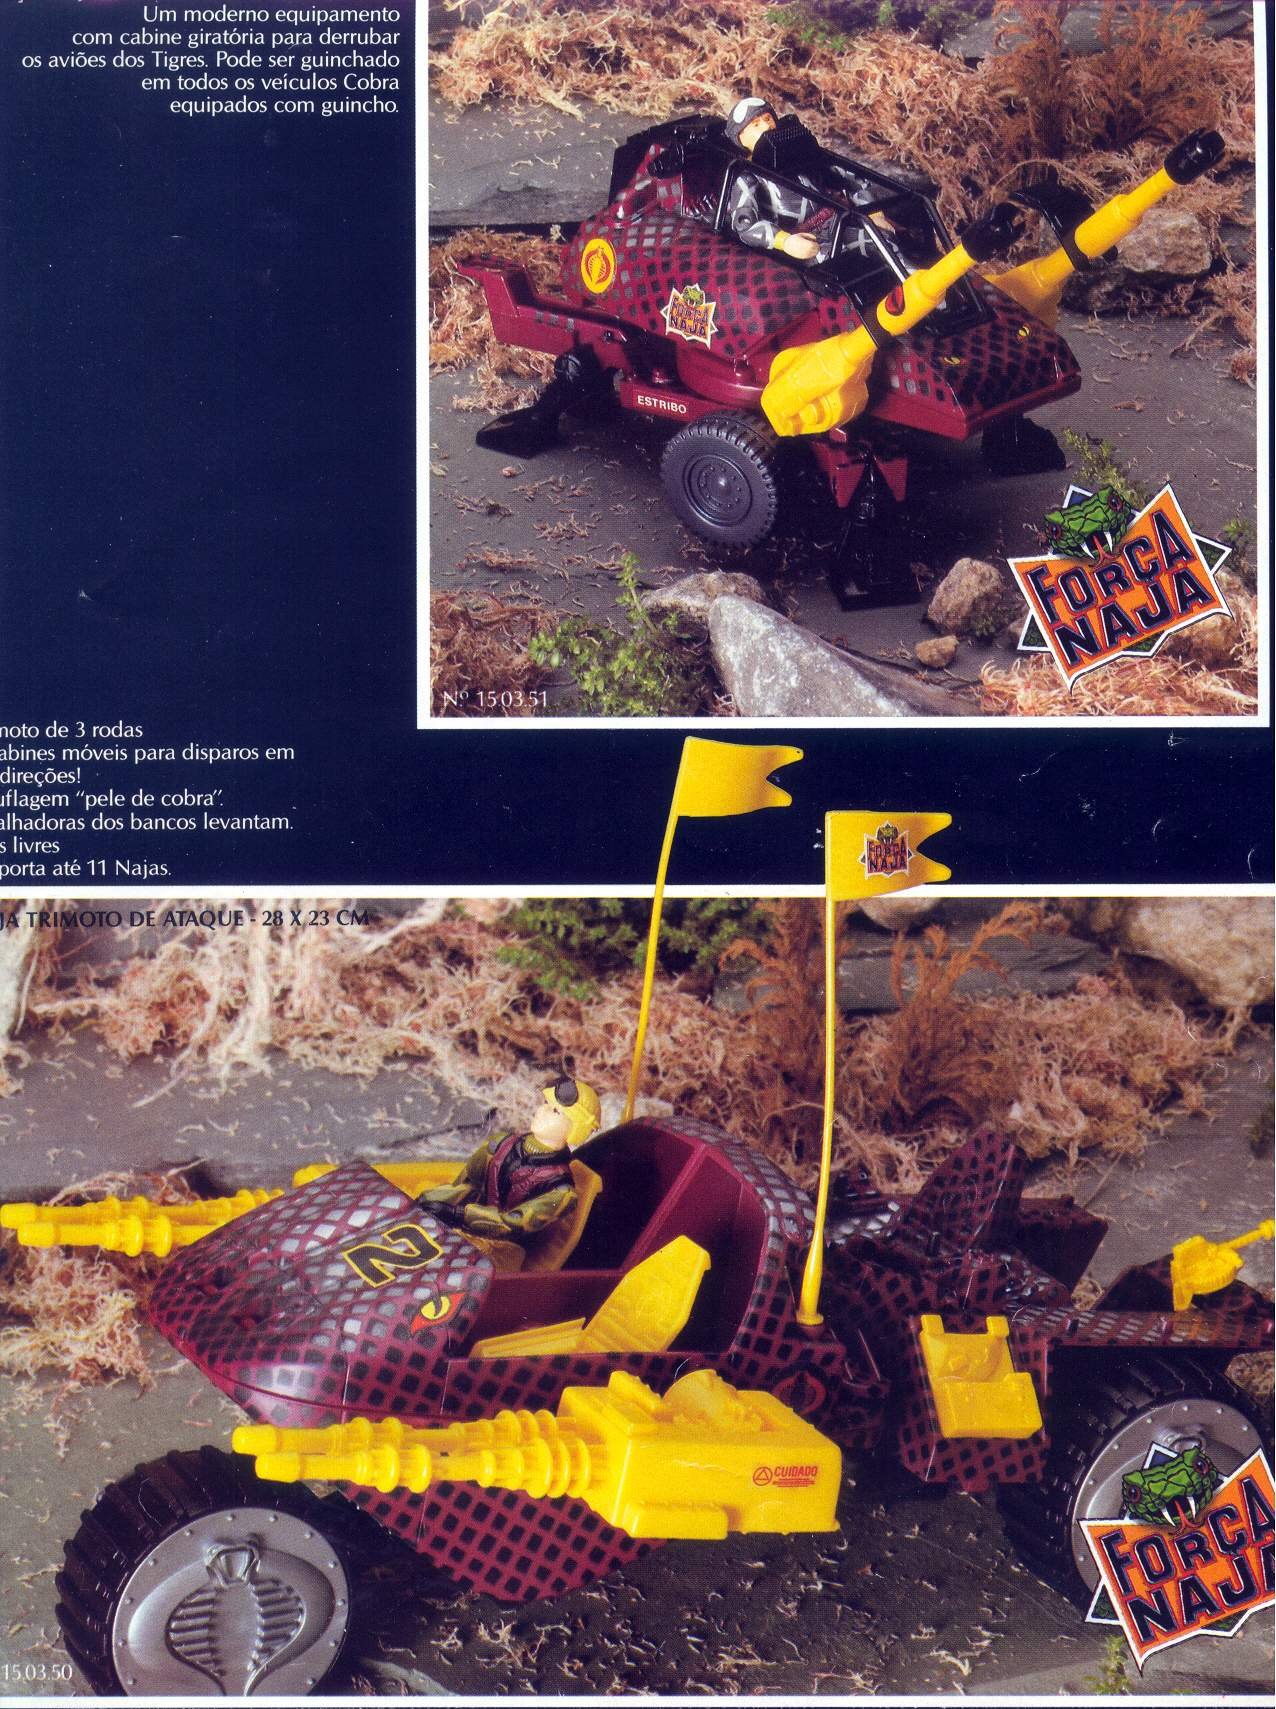 Um moderno equipamento
com cabine giratória para derrubar
os aviões dos Tigres. Pode ser guinchado
em todos os veículos Cobra
equipados com guincho.
FORÇA
NAJA
ESTRIBO
FORÇA
NAJA
Nº 15.03.51
moto de 3 rodas
abines móveis para disparos em
direções!
uflagem "pele de cobra".
alhadoras dos bancos levantam.
s livres
porta até 11 Najas.
FORÇA
NAJA
JA TRIMOTO DE ATAQUE - 28 X 23 CM
2
CUIDADO
FORÇA
NAJA
15.03.50